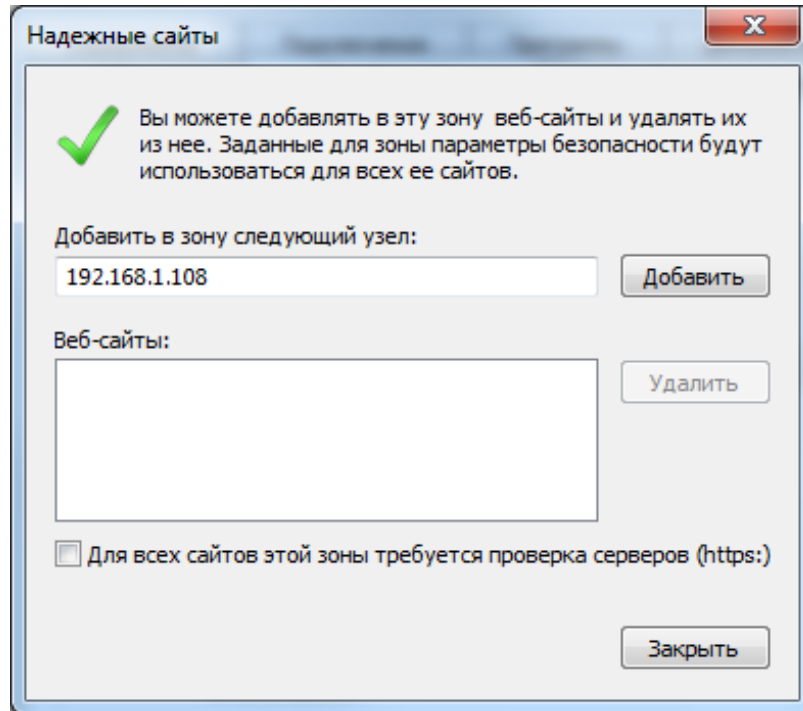 Надежные сайты
Вы можете добавлять в эту зону веб-сайты и удалять их
из нее. Заданные для зоны параметры безопасности будут
использоваться для всех ее сайтов.
Добавить в зону следующий узел:
192.168.1.108
Добавить
Веб-сайты:
Удалить
Для всех сайтов этой зоны требуется проверка серверов (https:)
Закрыть